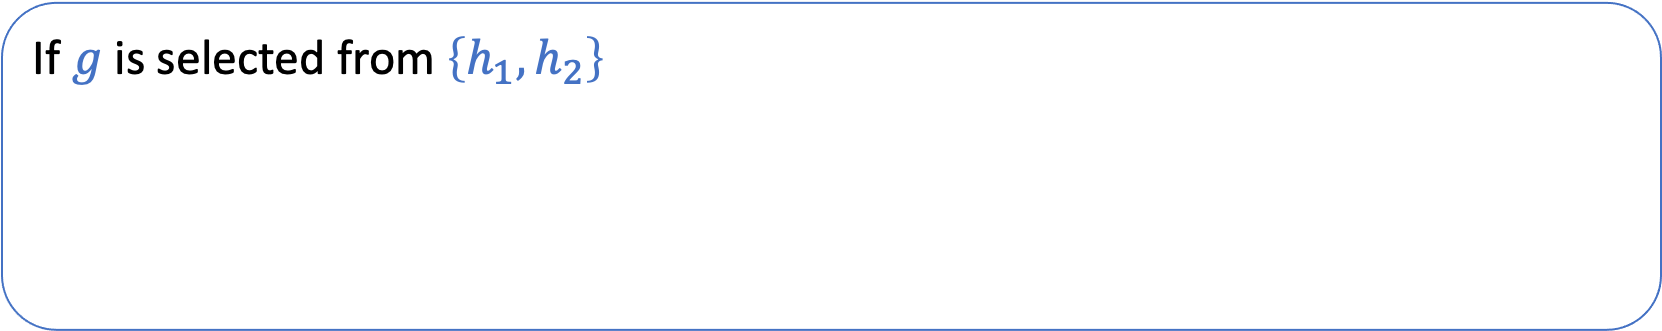 If g is selected from {h₁, h₂}